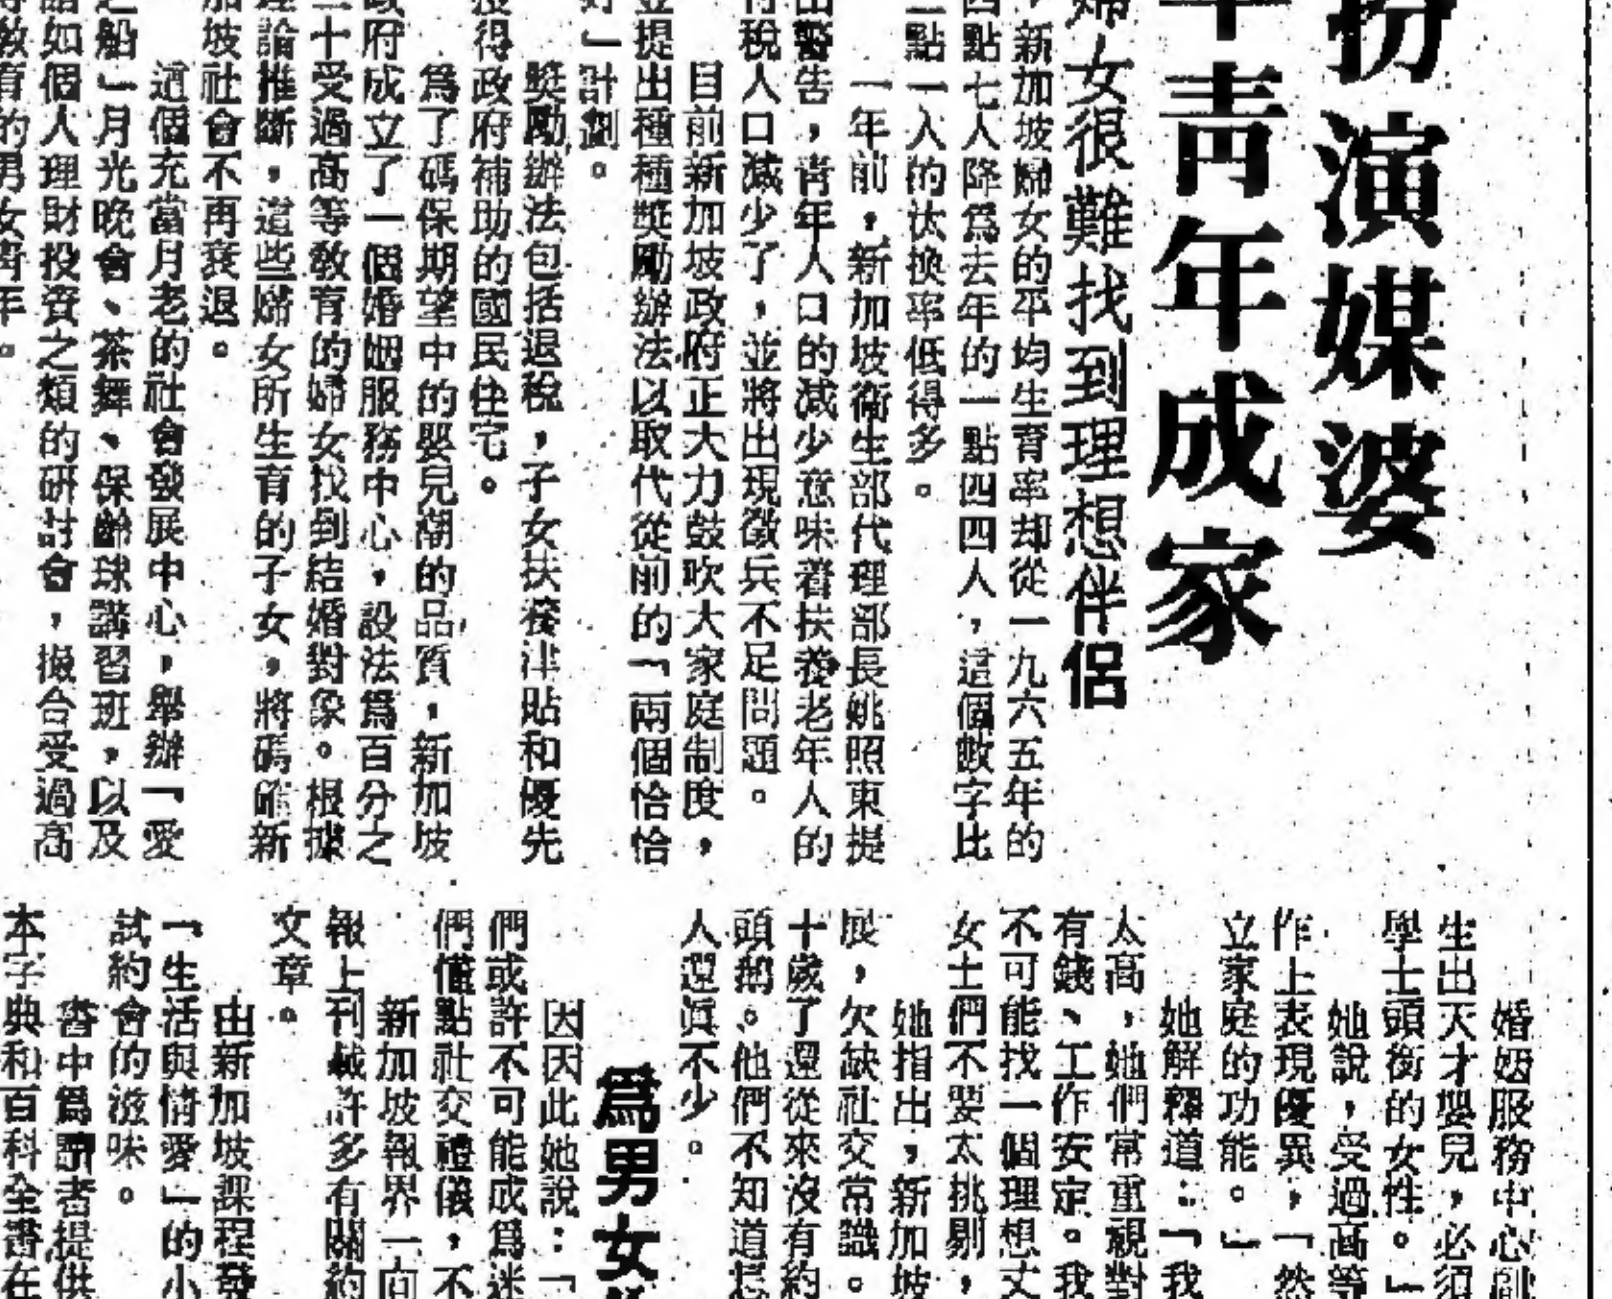 扮演媒婆
年青年成家
婦女很難找到理想伴侶
，新加坡婦女的平均生育率却從一九六五年的
四點七人降爲去年的一點四四人，這個數字比
二點一入的汰換率低得多。
一年前，新加坡衞生部代理部長姚照東提
出警告，靑年人口的減少意味着扶養老年人的
稅人口減少了，並將出現徵兵不足問題。
目前新加坡政府正大力鼓吹大家庭制度，
並提出種種獎勵辦法以取代從前的「兩個恰恰
好」計劃。
獎勵辦法包括退稅，子女扶養津貼和優先
獲得政府補助的國民住宅。
爲了碼保期望中的嬰兒潮的品質，新加坡
政府成立了一個婚姻服務中心，設法爲百分之
二十受過高等敎育的婦女找到結婚對象。根據
理論推斷，這些婦女所生育的子女，將碼確新
加坡社會不再衰退。
這個充當月老的社會發展中心，舉辦「愛
之船」月光晚會、茶舞、保齡球講習班，以及
諸如個人理財投資之類的研討會，撮合受過高
等敎育的男女靑年。
婚姻服務中心副
生出天才嬰兒，必須
學士頭銜的女性。」
她說，受過高等
作上表現優異，「然
立家庭的功能。」
她解釋道：「我
太高，她們常重視對
有錢、工作安定。我
不可能找一個理想丈
女士們不要太挑剔，
她指出，新加坡
展，欠缺社交常識。
十歲了還從來沒有約
頭鵝。他們不知道怎
人還眞不少。
爲男女
因因此她說：「
們或許不可能成爲迷
們懂點社交禮儀，不
新加坡報界一向
報上刊載許多有關約
文章。
由新加坡課程發
「生活與情愛」的小
試約會的滋味。
書中爲讀者提供
本字典和百科全書在